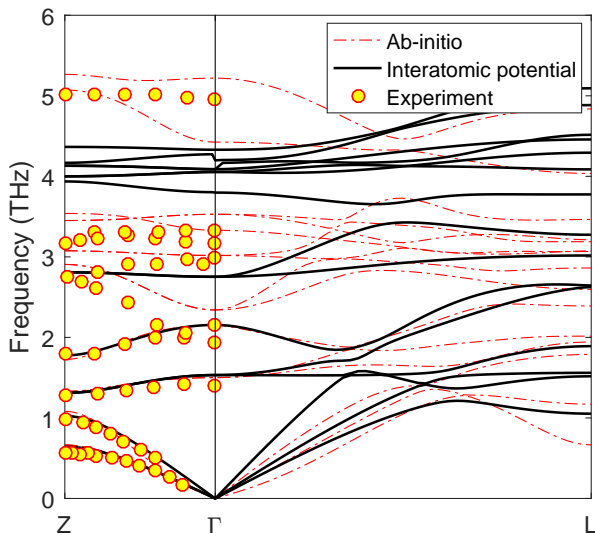 6
5
4
3
2
1
0
Frequency (THz)
Ab-initio
Interatomic potential
Experiment
Z
Γ
L